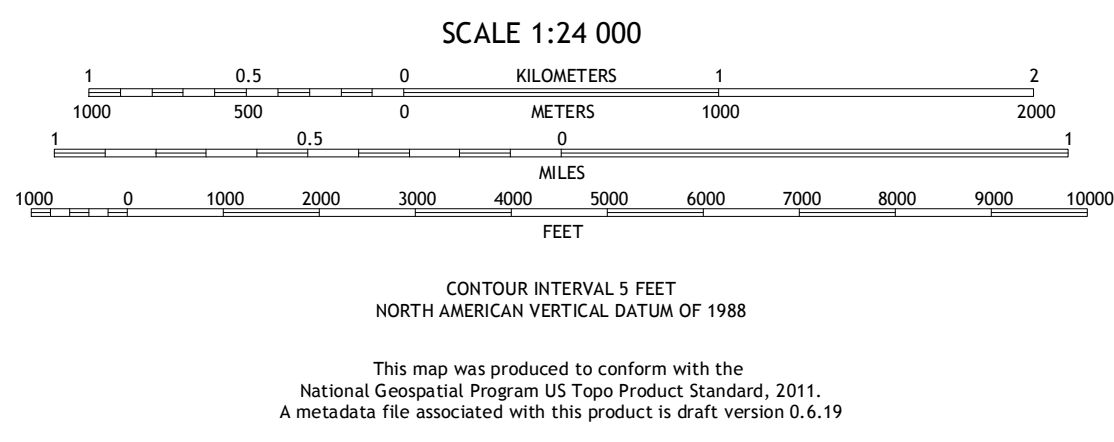 SCALE 1:24 000
1 0.5 0 KILOMETERS 1 2
1000 500 0 METERS 1000 2000
1 0.5 0 1
MILES
1000 0 1000 2000 3000 4000 5000 6000 7000 8000 9000 10000
FEET
CONTOUR INTERVAL 5 FEET
NORTH AMERICAN VERTICAL DATUM OF 1988
This map was produced to conform with the
National Geospatial Program US Topo Product Standard, 2011.
A metadata file associated with this product is draft version 0.6.19